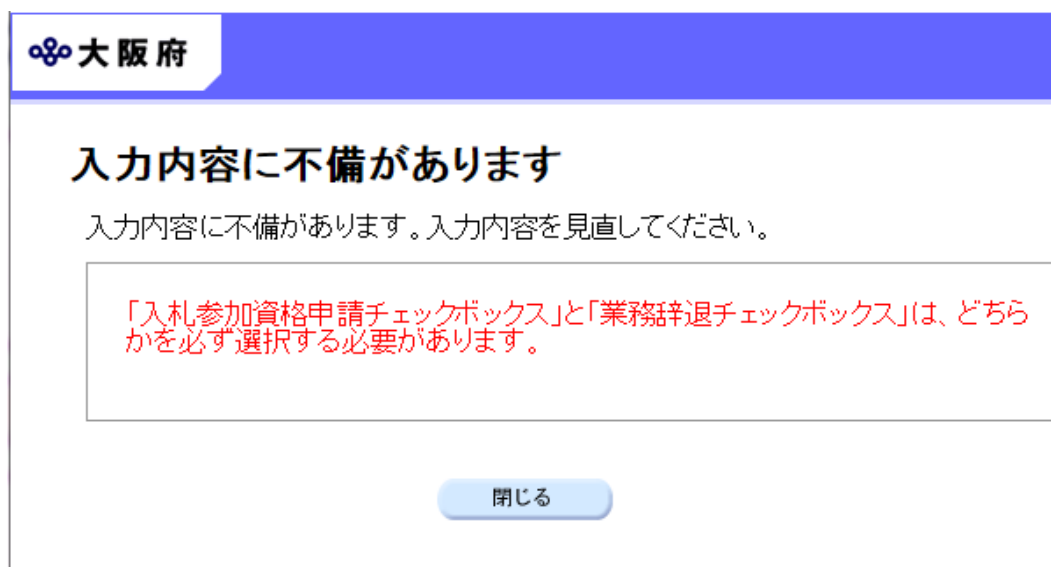 大阪府
入力内容に不備があります
入力内容に不備があります。入力内容を見直してください。
「入札参加資格申請チェックボックス」と「業務辞退チェックボックス」は、どちら
かを必ず選択する必要があります。
閉じる